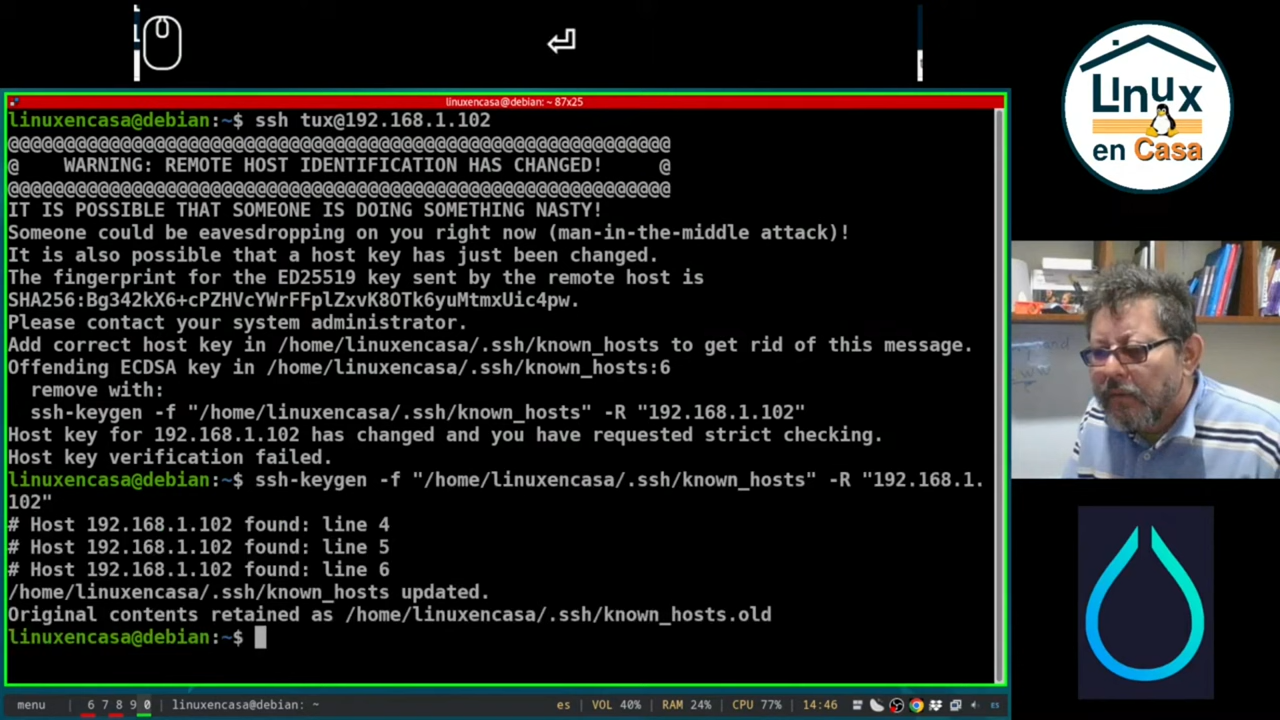 linuxencasa@debian: ~ 87x25
linuxencasa@debian:~$ ssh tux@192.168.1.102
@@@@@@@@@@@@@@@@@@@@@@@@@@@@@@@@@@@@@@@@@@@@@@@@@@@@@@@@@@@
@    WARNING: REMOTE HOST IDENTIFICATION HAS CHANGED!     @
@@@@@@@@@@@@@@@@@@@@@@@@@@@@@@@@@@@@@@@@@@@@@@@@@@@@@@@@@@@
IT IS POSSIBLE THAT SOMEONE IS DOING SOMETHING NASTY!
Someone could be eavesdropping on you right now (man-in-the-middle attack)!
It is also possible that a host key has just been changed.
The fingerprint for the ED25519 key sent by the remote host is
SHA256:Bg342kX6+cPZHVcYWrFFplZxvK8OTk6yuMtmxUic4pw.
Please contact your system administrator.
Add correct host key in /home/linuxencasa/.ssh/known_hosts to get rid of this message.
Offending ECDSA key in /home/linuxencasa/.ssh/known_hosts:6
  remove with:
  ssh-keygen -f "/home/linuxencasa/.ssh/known_hosts" -R "192.168.1.102"
Host key for 192.168.1.102 has changed and you have requested strict checking.
Host key verification failed.
linuxencasa@debian:~$ ssh-keygen -f "/home/linuxencasa/.ssh/known_hosts" -R "192.168.1.
102"
# Host 192.168.1.102 found: line 4
# Host 192.168.1.102 found: line 5
# Host 192.168.1.102 found: line 6
/home/linuxencasa/.ssh/known_hosts updated.
Original contents retained as /home/linuxencasa/.ssh/known_hosts.old
linuxencasa@debian:~$
menu 6 7 8 9 0 linuxencasa@debian: ~ es VOL 40% RAM 24% CPU 77% 14:46 ES
Linux
en Casa